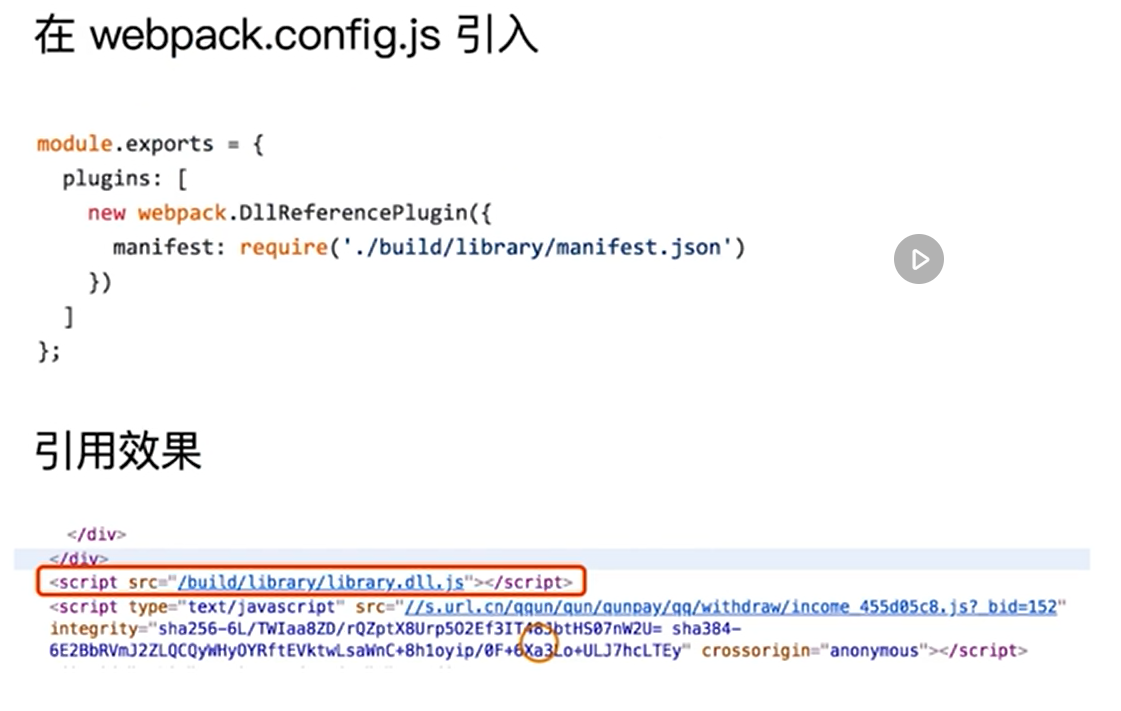 在 webpack.config.js 引入
module.exports = {
plugins: [
new webpack.DllReferencePlugin({
manifest: require('./build/library/manifest.json')
})
]
};
引用效果
</div>
</div>
<script src="/build/library/library.dll.js"></script>
<script type="text/javascript" src="//s.url.cn/qqun/qun/qunpay/qq/withdraw/income_455d05c8.js?_bid=152"
integrity="sha256-6L/TWIaa8ZD/rQZptX8Urp5O2Ef3IT483btHS07nW2U= sha384-
6E2BbRVmJ2ZLQCQyWHyOYRftEVktwLsaWnC+8h1oyip/0F+6Xa3Lo+ULJ7hcLTEy" crossorigin="anonymous"></script>